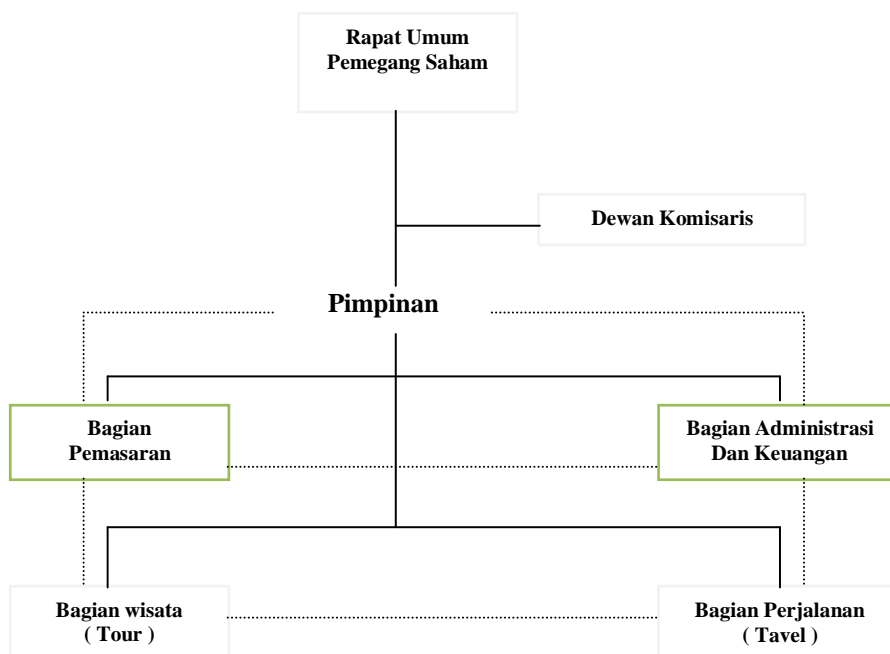 Rapat Umum
Pemegang Saham
Dewan Komisaris
Pimpinan
Bagian
Pemasaran
Bagian Administrasi
Dan Keuangan
Bagian wisata
( Tour )
Bagian Perjalanan
( Tavel )